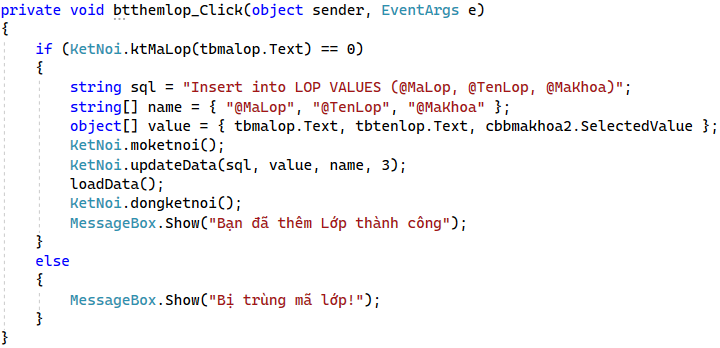 private void btthemlop_Click(object sender, EventArgs e)
{
    if (KetNoi.ktMaLop(tbmalop.Text) == 0)
    {
        string sql = "Insert into LOP VALUES (@MaLop, @TenLop, @MaKhoa)";
        string[] name = { "@MaLop", "@TenLop", "@MaKhoa" };
        object[] value = { tbmalop.Text, tbtenlop.Text, cbbmakhoa2.SelectedValue };
        KetNoi.moketnoi();
        KetNoi.updateData(sql, value, name, 3);
        loadData();
        KetNoi.dongketnoi();
        MessageBox.Show("Bạn đã thêm Lớp thành công");
    }
    else
    {
        MessageBox.Show("Bị trùng mã lớp!");
    }
}